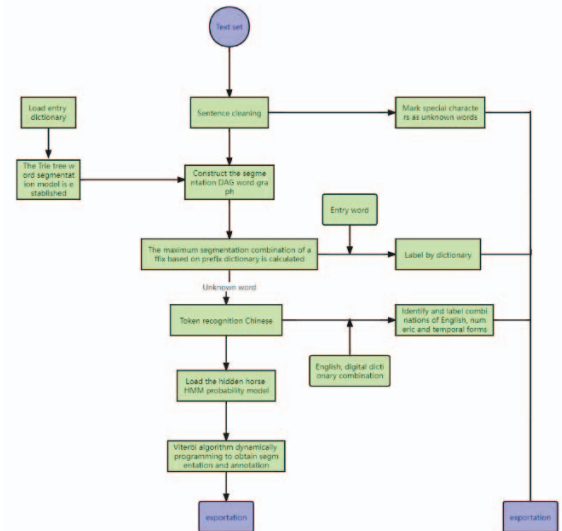 Text set
Load entry
dictionary
Sentence cleaning
Mark special characte
rs as unknown words
The Trie tree w
ord segmentat
ion model is e
stablished
Construct the segme
ntation DAG word gra
ph
Entry word
The maximum segmentation combination of a
ffix based on prefix dictionary is calculated
Label by dictionary
Unknown word
Token recognition Chinese
Identify and label combi
nations of English, num
eric and temporal forms
English, digital dicti
onary combination
Load the hidden horse
HMM probability model
Viterbi algorithm dynamically
programming to obtain segm
entation and annotation
exportation
exportation